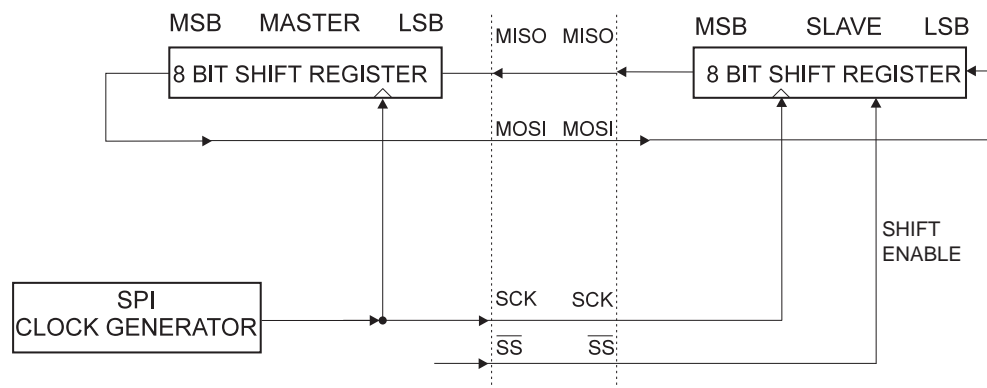 MSB MASTER LSB
MISO MISO
MSB SLAVE LSB
8 BIT SHIFT REGISTER
8 BIT SHIFT REGISTER
MOSI MOSI
SHIFT
ENABLE
SPI
CLOCK GENERATOR
SCK SCK
SS SS